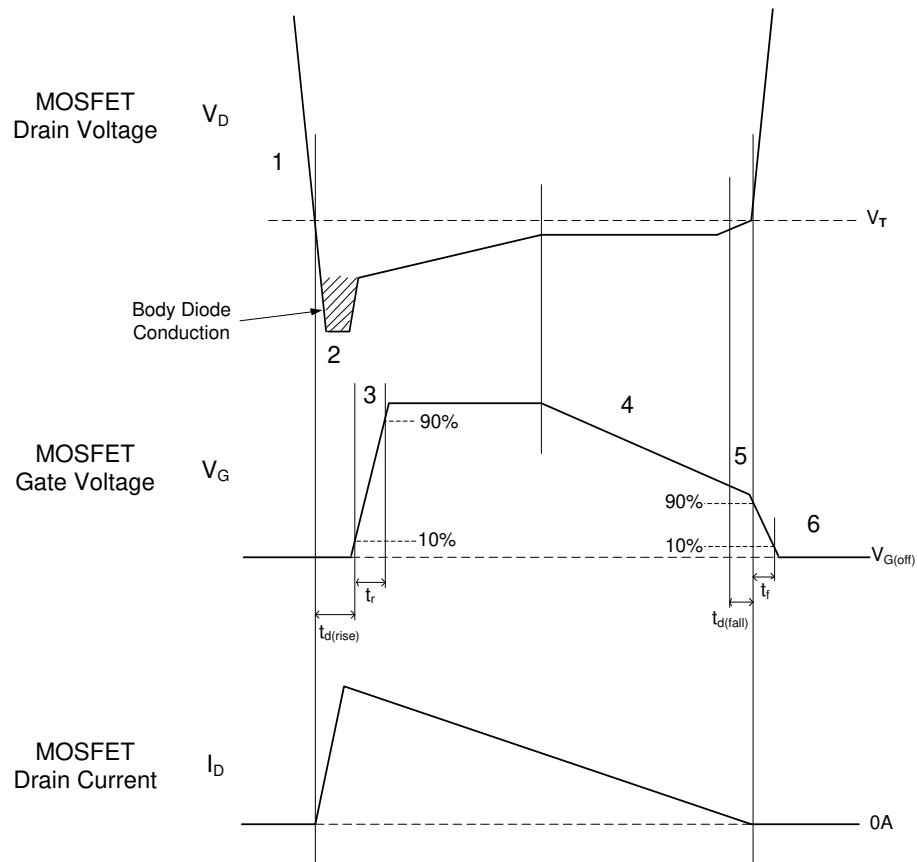 MOSFET
Drain Voltage
V_D
1
V_T
Body Diode
Conduction
2
3
4
90%
5
MOSFET
Gate Voltage
V_G
90%
6
10%
10%
V_G(off)
t_r
t_f
t_d(rise)
t_d(fall)
MOSFET
Drain Current
I_D
0A